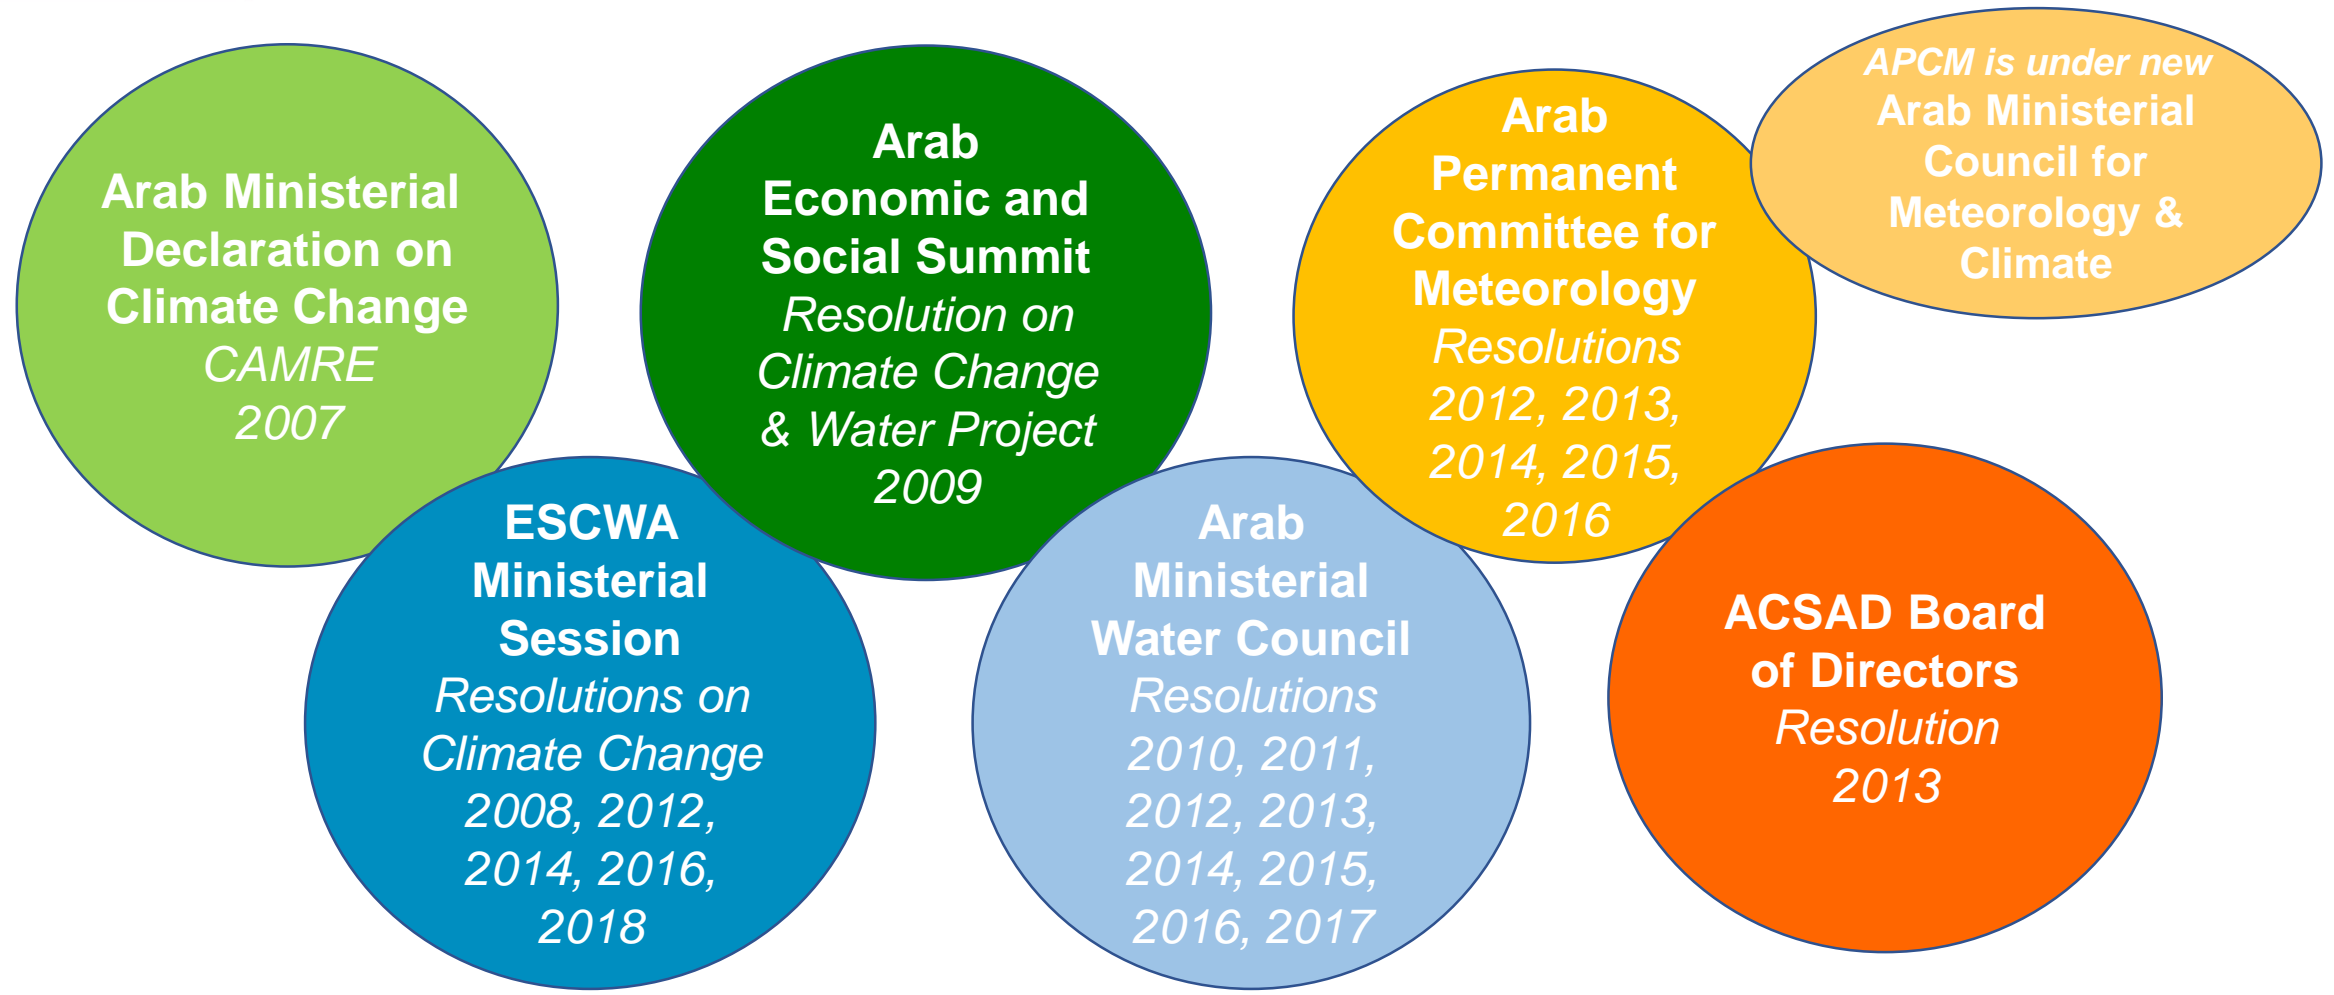 Arab Ministerial
Declaration on
Climate Change
CAMRE
2007
ESCWA
Ministerial
Session
Resolutions on
Climate Change
2008, 2012,
2014, 2016,
2018
Arab
Economic and
Social Summit
Resolution on
Climate Change
& Water Project
2009
Arab
Ministerial
Water Council
Resolutions
2010, 2011,
2012, 2013,
2014, 2015,
2016, 2017
Arab
Permanent
Committee for
Meteorology
Resolutions
2012, 2013,
2014, 2015,
2016
APCM is under new
Arab Ministerial
Council for
Meteorology &
Climate
ACSAD Board
of Directors
Resolution
2013